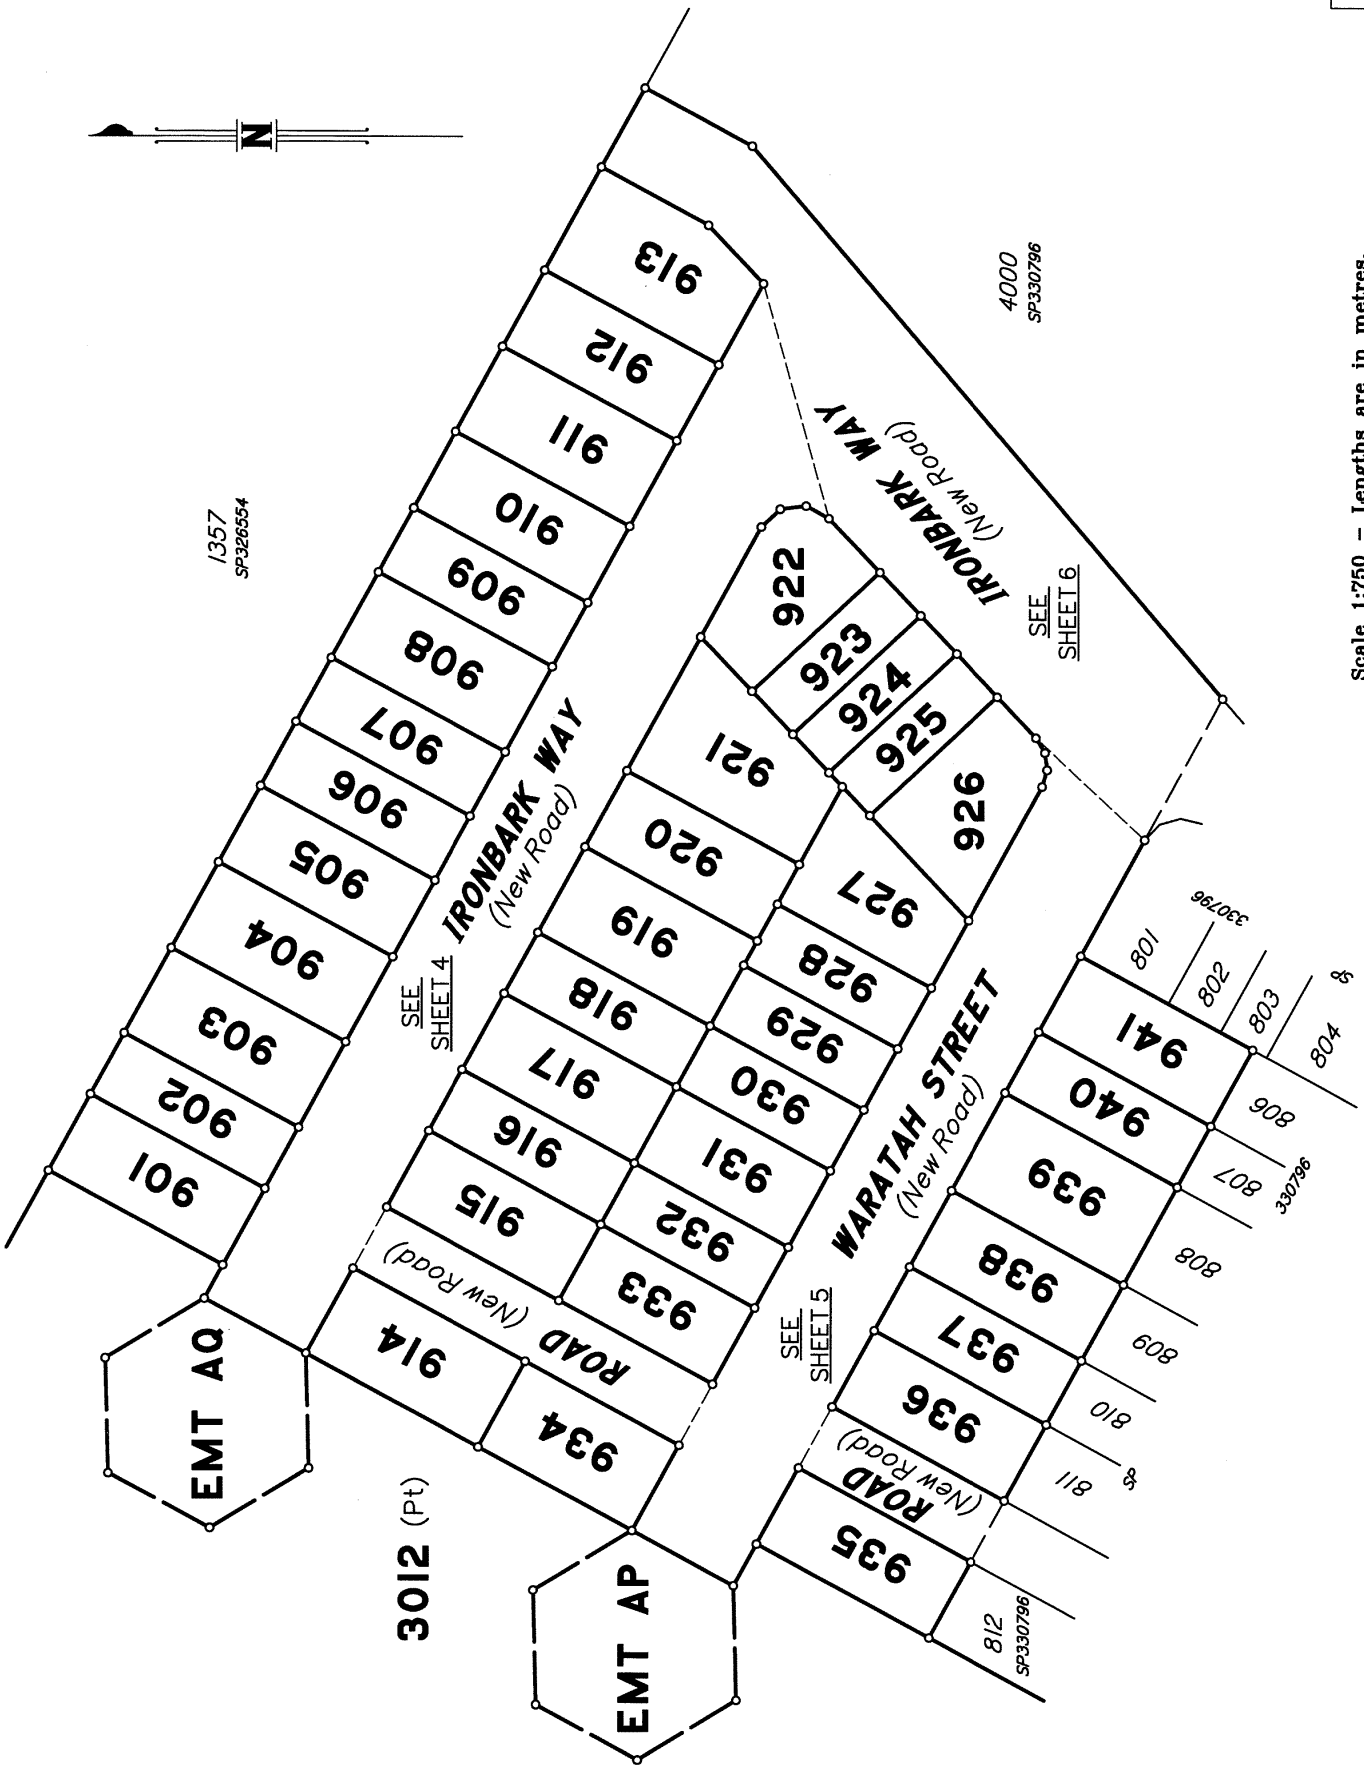 N
1357
SP326554
4000
SP330796
913
912
911
910
909
908
907
906
905
904
903
902
901
IRONBARK WAY
(New Road)
SEE
SHEET 4
IRONBARK WAY
(New Road)
SEE
SHEET 6
922
923
924
925
926
921
920
919
918
917
916
915
ROAD
(New Road)
914
934
927
928
929
930
931
932
933
WARATAH STREET
(New Road)
SEE
SHEET 5
941
940
939
938
937
936
ROAD
(New Road)
935
801
330796
802
803
804
&
806
807
330796
808
809
810
811
SP
812
SP330796
EMT AQ
EMT AP
3012 (Pt)
Scale 1:750 – Lengths are in metres.